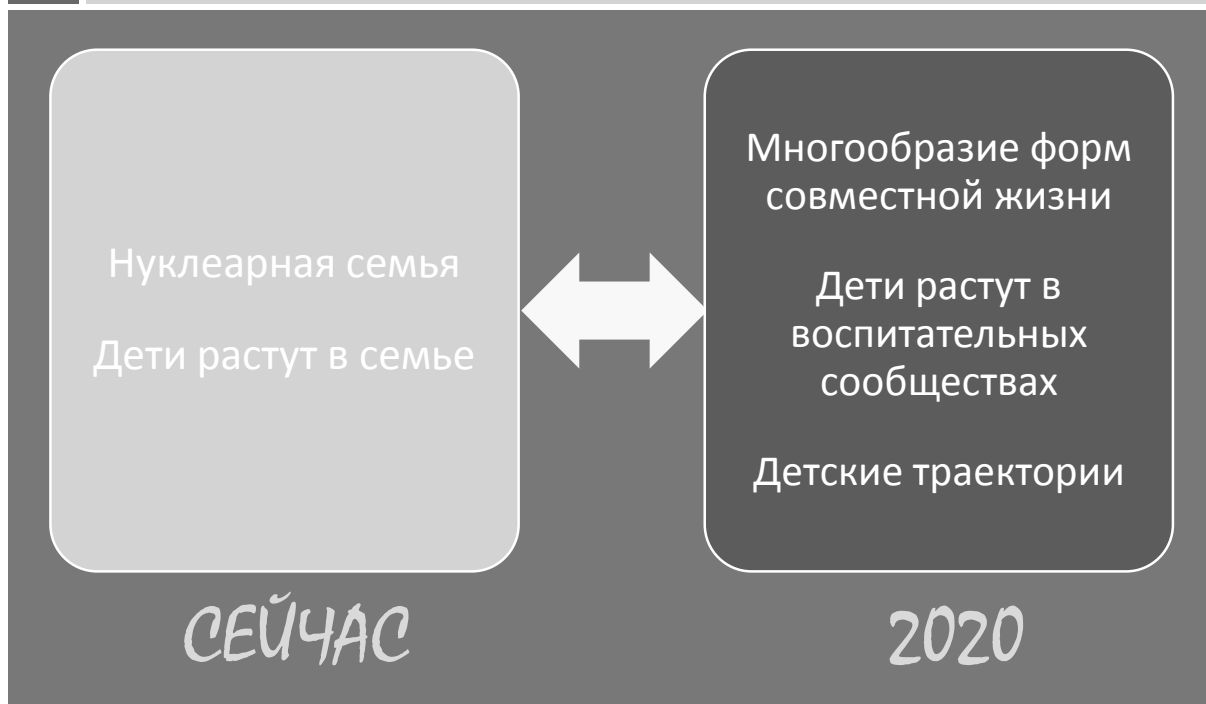 Нуклеарная семья
Дети растут в семье
СЕЙЧАС
Многообразие форм
совместной жизни
Дети растут в
воспитательных
сообществах
Детские траектории
2020